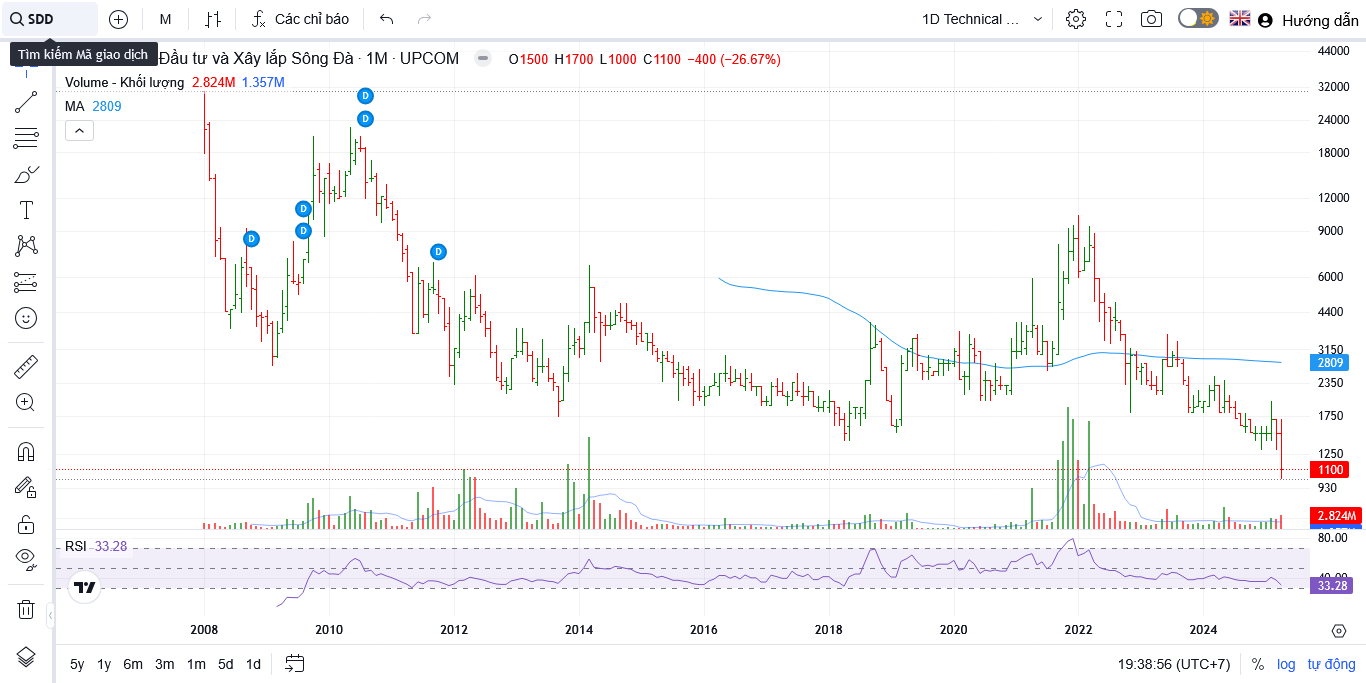 SDD
M
Các chỉ báo
1D Technical ...
Hướng dẫn
Tìm kiếm Mã giao dịch
Đầu tư và Xây lắp Sông Đà · 1M · UPCOM
O1500 H1700 L1000 C1100 −400 (−26.67%)
Volume - Khối lượng 2.824M 1.357M
MA 2809
D
D
D
D
D
D
44000
32000
24000
18000
12000
9000
6000
4400
3150
2809
2350
1750
1250
1100
930
2.824M
RSI 33.28
80.00
40.00
33.28
2008 2010 2012 2014 2016 2018 2020 2022 2024
5y 1y 6m 3m 1m 5d 1d
19:38:56 (UTC+7) % log tự động